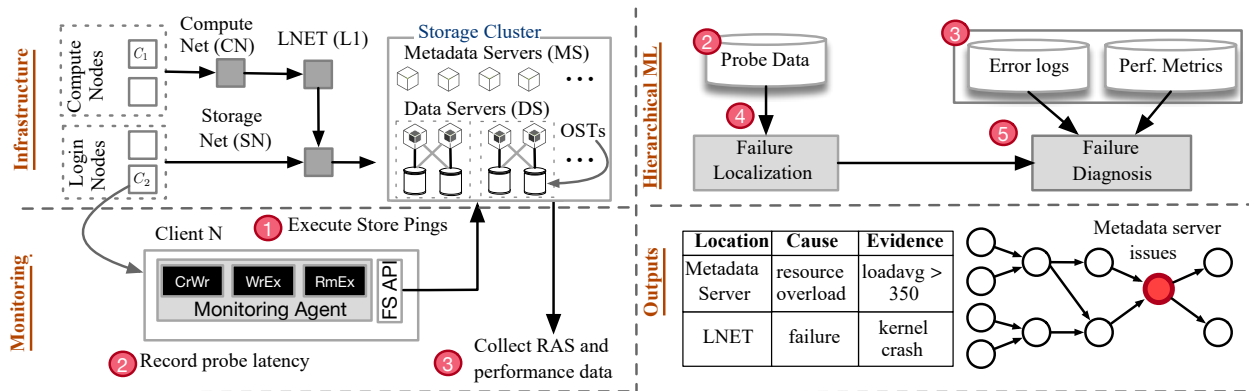 Infrastructure
Compute
Nodes
C1
Login
Nodes
C2
Compute
Net (CN)
LNET (L1)
Storage
Net (SN)
Storage Cluster
Metadata Servers (MS)
Data Servers (DS)
OSTs
Monitoring
Client N
1 Execute Store Pings
CrWr WrEx RmEx
Monitoring Agent
FS API
2 Record probe latency
3 Collect RAS and
performance data
Hierarchical ML
2
Probe Data
3
Error logs Perf. Metrics
4
Failure
Localization
5
Failure
Diagnosis
Outputs
Location Cause Evidence
Metadata resource loadavg >
Server overload 350
LNET failure kernel
crash
Metadata server
issues